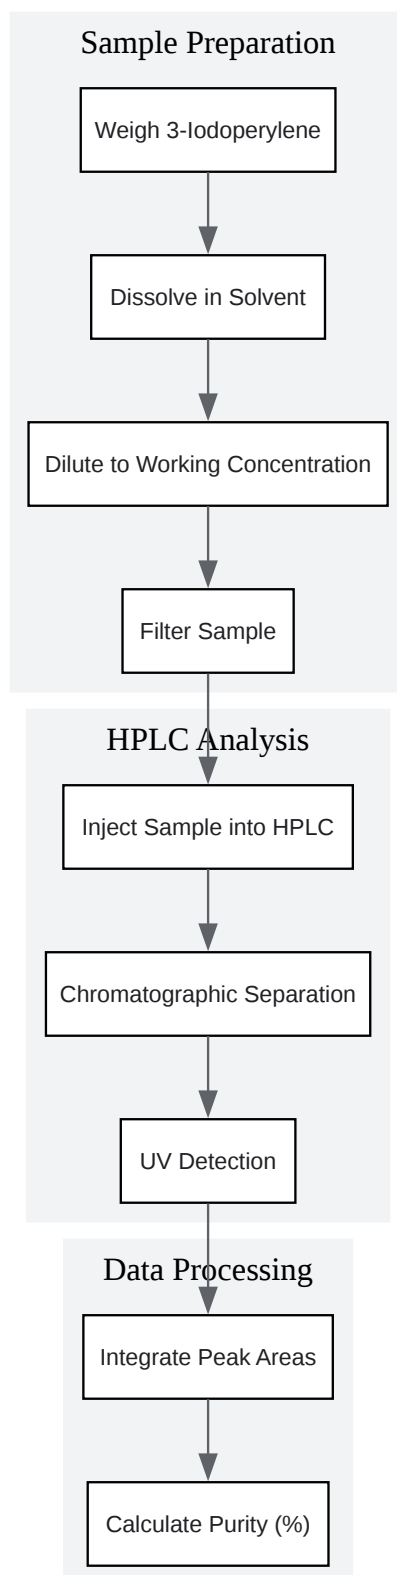 Sample Preparation
Weigh 3-Iodoperylene
Dissolve in Solvent
Dilute to Working Concentration
Filter Sample
HPLC Analysis
Inject Sample into HPLC
Chromatographic Separation
UV Detection
Data Processing
Integrate Peak Areas
Calculate Purity (%)